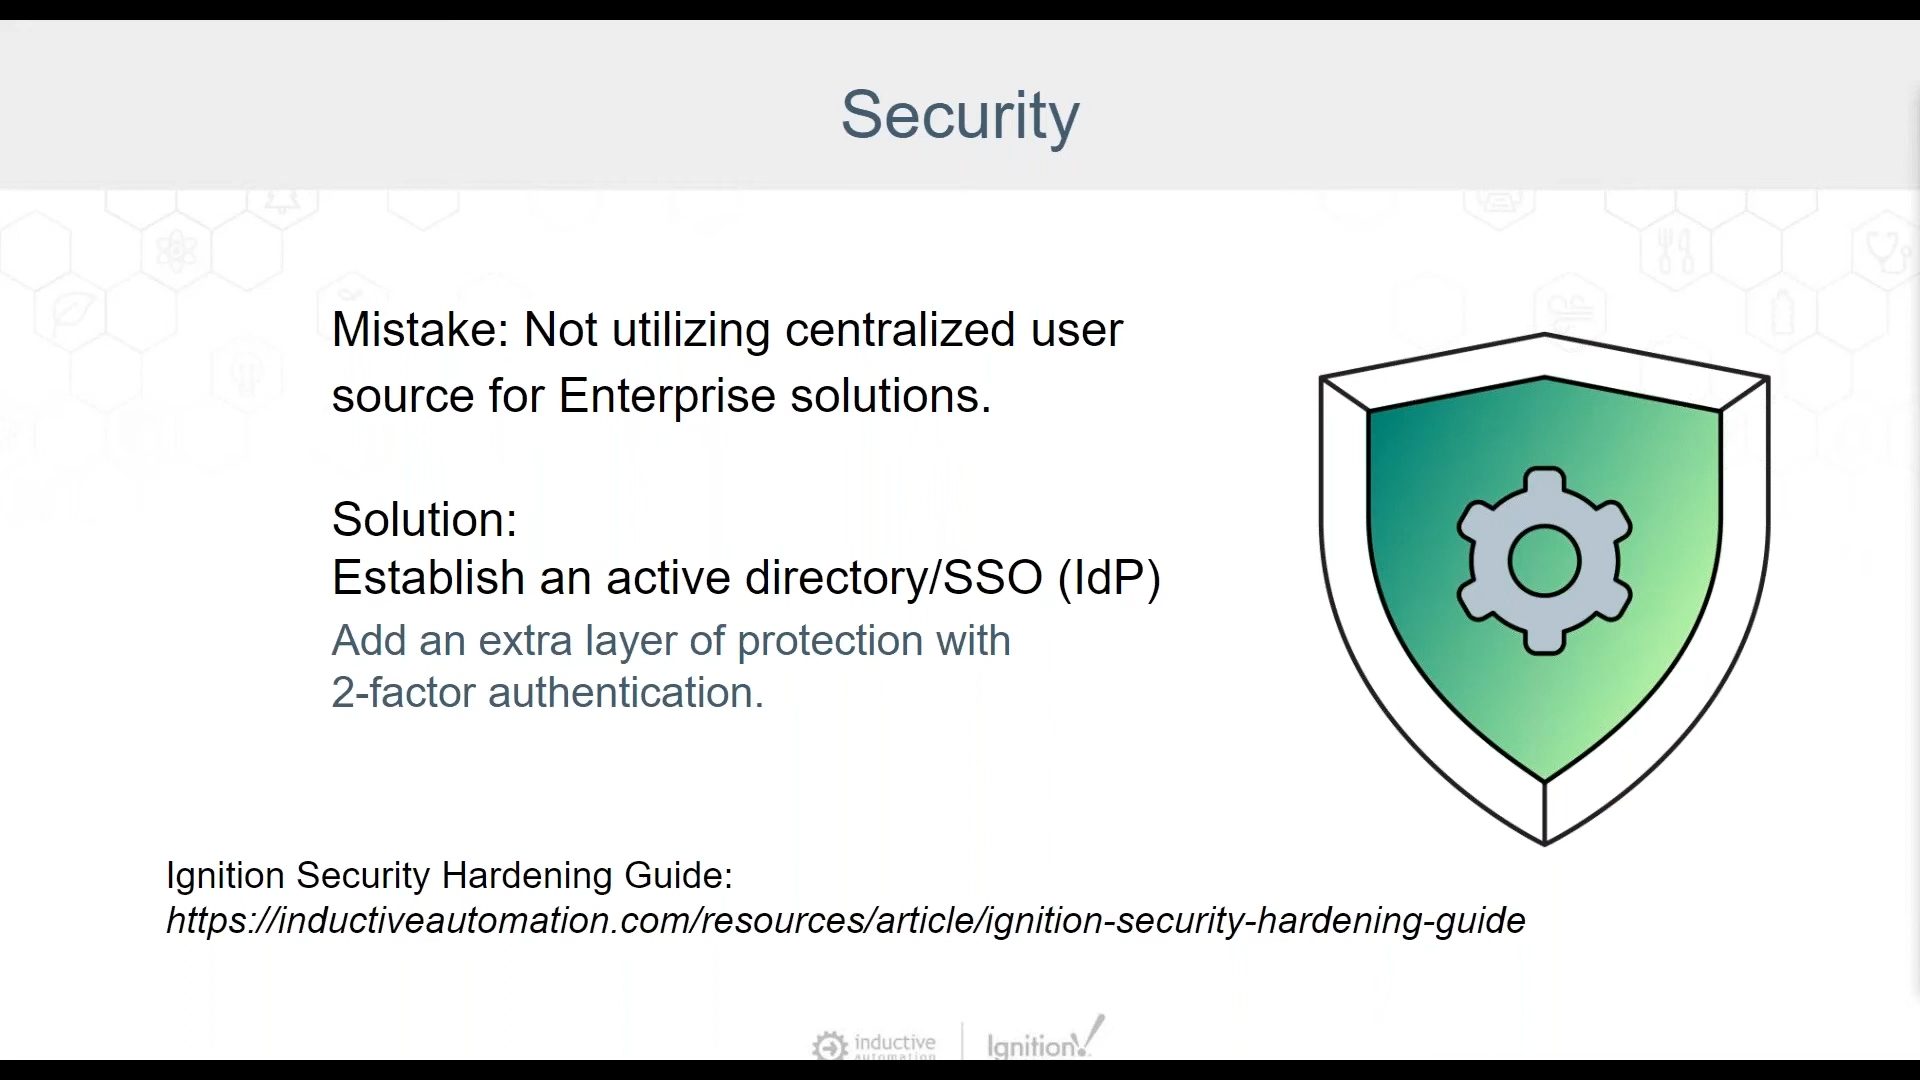 Security
Mistake: Not utilizing centralized user
source for Enterprise solutions.
Solution:
Establish an active directory/SSO (IdP)
Add an extra layer of protection with
2-factor authentication.
Ignition Security Hardening Guide:
https://inductiveautomation.com/resources/article/ignition-security-hardening-guide
inductive
automation
Ignition!